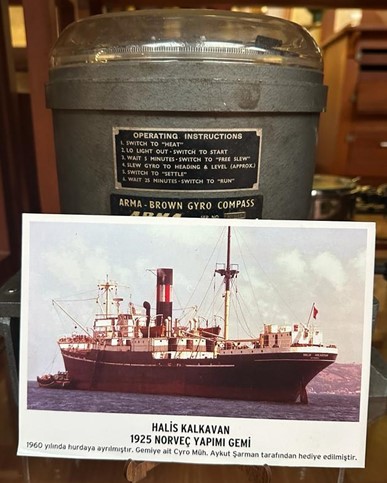 OPERATING INSTRUCTIONS
1. SWITCH TO "HEAT"
2. LO LIGHT OUT - SWITCH TO START
3. WAIT 5 MINUTES - SWITCH TO "FREE SLEW"
4. SLEW GYRO TO HEADING & LEVEL (APPROX.)
5. SWITCH TO "SETTLE"
6. WAIT 25 MINUTES - SWITCH TO "RUN"
ARMA-BROWN GYRO COMPASS
ARMA
HALİS KALKAVAN
1925 NORVEÇ YAPIMI GEMİ
1960 yılında hurdaya ayrılmıştır. Gemiye ait Cyro Müh. Aykut Şarman tarafından hediye edilmiştir.